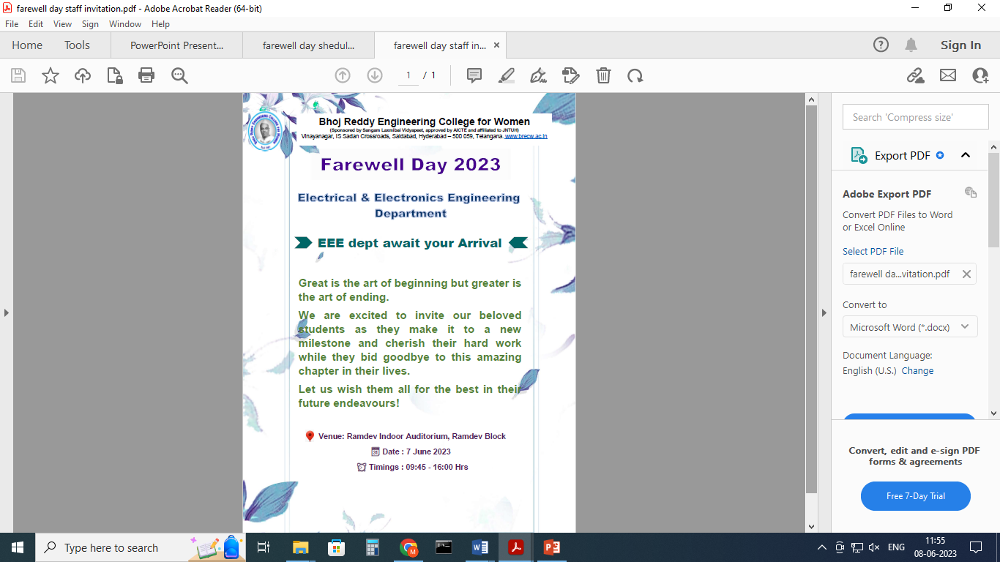 farewell day staff invitation.pdf - Adobe Acrobat Reader (64-bit)
File Edit View Sign Window Help
Home Tools PowerPoint Present... farewell day shedul... farewell day staff in... Sign In
1 / 1
Bhoj Reddy Engineering College for Women
(Sponsored by Sangam Laxmibai Vidyapeet, approved by AICTE and affiliated to JNTUH)
Vinayanagar, IS Sadan Crossroads, Saidabad, Hyderabad – 500 059, Telangana. www.brecw.ac.in
Farewell Day 2023
Electrical & Electronics Engineering
Department
EEE dept await your Arrival
Great is the art of beginning but greater is
the art of ending.
We are excited to invite our beloved
students as they make it to a new
milestone and cherish their hard work
while they bid goodbye to this amazing
chapter in their lives.
Let us wish them all for the best in their
future endeavours!
Venue: Ramdev Indoor Auditorium, Ramdev Block
31 Date : 7 June 2023
Timings : 09:45 - 16:00 Hrs
Search 'Compress size'
Export PDF
Adobe Export PDF
Convert PDF Files to Word
or Excel Online
Select PDF File
farewell da...vitation.pdf
Convert to
Microsoft Word (*.docx)
Document Language:
English (U.S.) Change
Convert, edit and e-sign PDF
forms & agreements
Free 7-Day Trial
Type here to search
ENG
11:55
08-06-2023